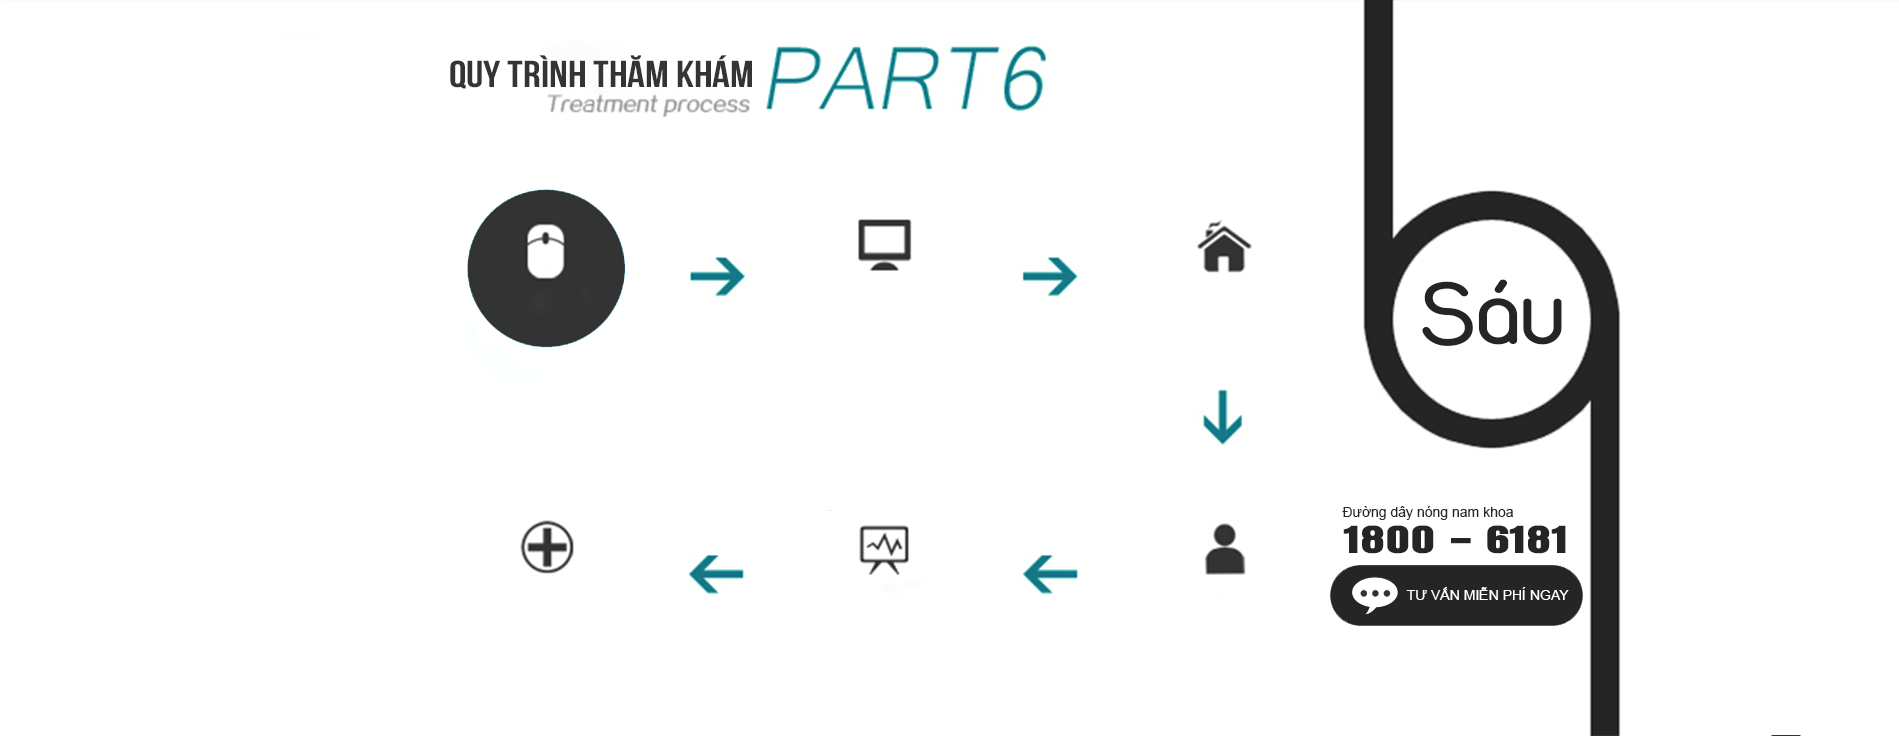 QUY TRÌNH THĂM KHÁM
Treatment process
PART6
Sáu
Đường dây nóng nam khoa
1800 – 6181
TƯ VẤN MIỄN PHÍ NGAY